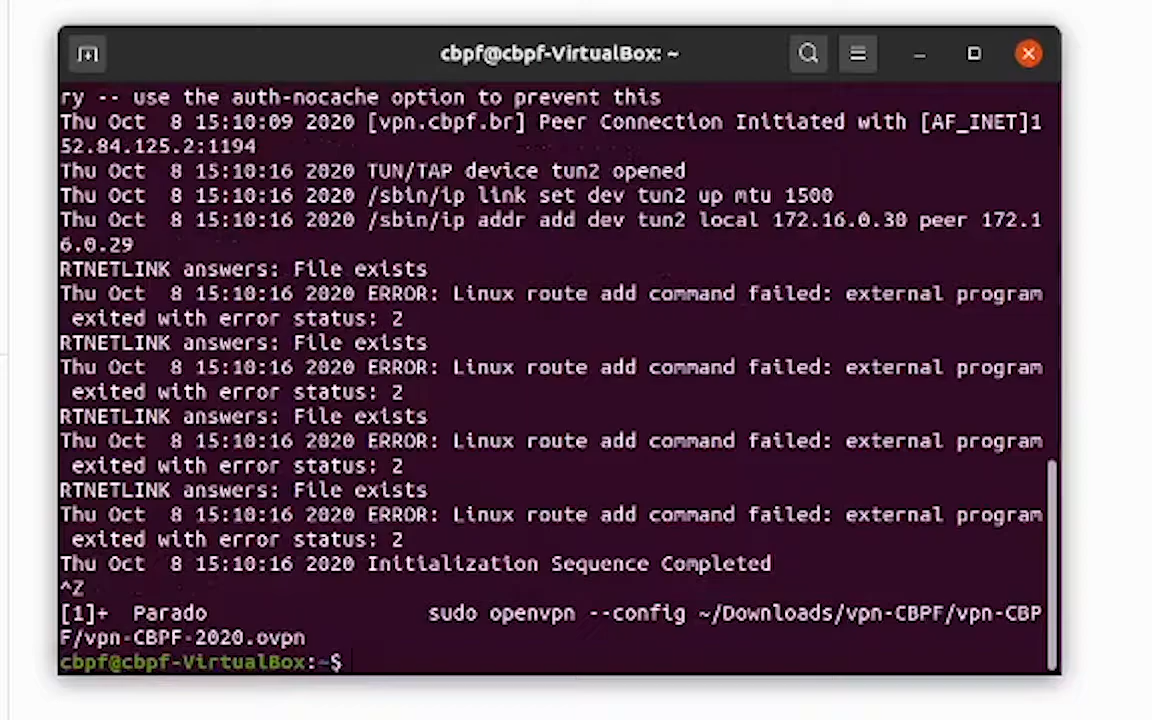 cbpf@cbpf-VirtualBox: ~
ry -- use the auth-nocache option to prevent this
Thu Oct  8 15:10:09 2020 [vpn.cbpf.br] Peer Connection Initiated with [AF_INET]1
52.84.125.2:1194
Thu Oct  8 15:10:16 2020 TUN/TAP device tun2 opened
Thu Oct  8 15:10:16 2020 /sbin/ip link set dev tun2 up mtu 1500
Thu Oct  8 15:10:16 2020 /sbin/ip addr add dev tun2 local 172.16.0.30 peer 172.1
6.0.29
RTNETLINK answers: File exists
Thu Oct  8 15:10:16 2020 ERROR: Linux route add command failed: external program
 exited with error status: 2
RTNETLINK answers: File exists
Thu Oct  8 15:10:16 2020 ERROR: Linux route add command failed: external program
 exited with error status: 2
RTNETLINK answers: File exists
Thu Oct  8 15:10:16 2020 ERROR: Linux route add command failed: external program
 exited with error status: 2
RTNETLINK answers: File exists
Thu Oct  8 15:10:16 2020 ERROR: Linux route add command failed: external program
 exited with error status: 2
Thu Oct  8 15:10:16 2020 Initialization Sequence Completed
^Z
[1]+  Parado                  sudo openvpn --config ~/Downloads/vpn-CBPF/vpn-CBP
F/vpn-CBPF-2020.ovpn
cbpf@cbpf-VirtualBox:~$